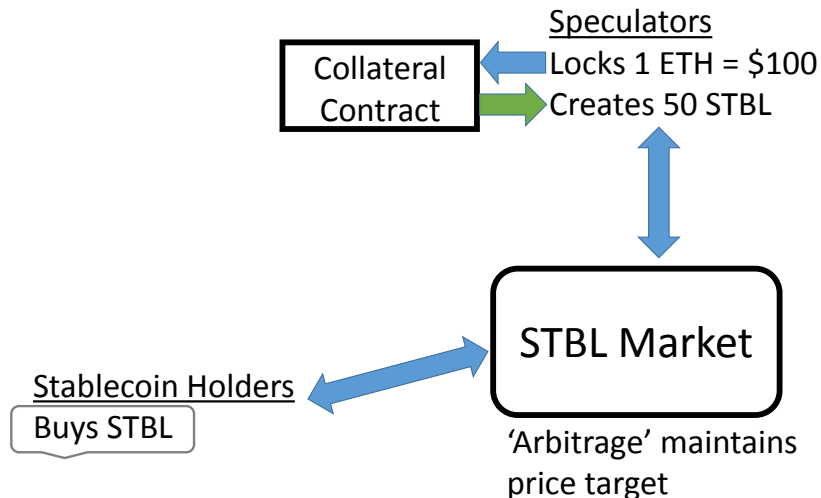 Speculators
Collateral
Contract
Locks 1 ETH = $100
Creates 50 STBL
STBL Market
Stablecoin Holders
Buys STBL
‘Arbitrage’ maintains
price target